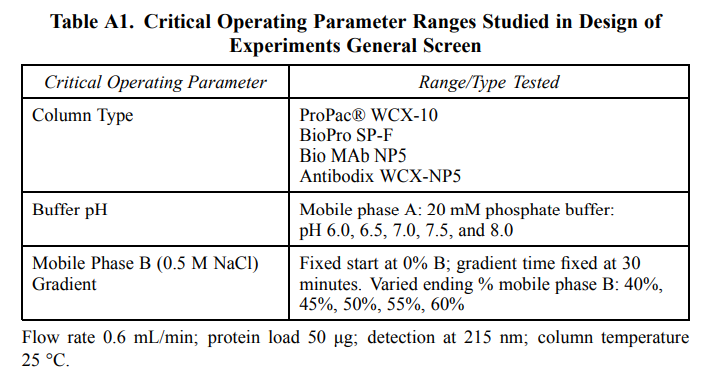 Table A1. Critical Operating Parameter Ranges Studied in Design of
Experiments General Screen
Critical Operating Parameter Range/Type Tested
Column Type ProPac® WCX-10
BioPro SP-F
Bio MAb NP5
Antibodix WCX-NP5
Buffer pH Mobile phase A: 20 mM phosphate buffer:
pH 6.0, 6.5, 7.0, 7.5, and 8.0
Mobile Phase B (0.5 M NaCl) Fixed start at 0% B; gradient time fixed at 30
Gradient minutes. Varied ending % mobile phase B: 40%,
45%, 50%, 55%, 60%
Flow rate 0.6 mL/min; protein load 50 μg; detection at 215 nm; column temperature
25 °C.